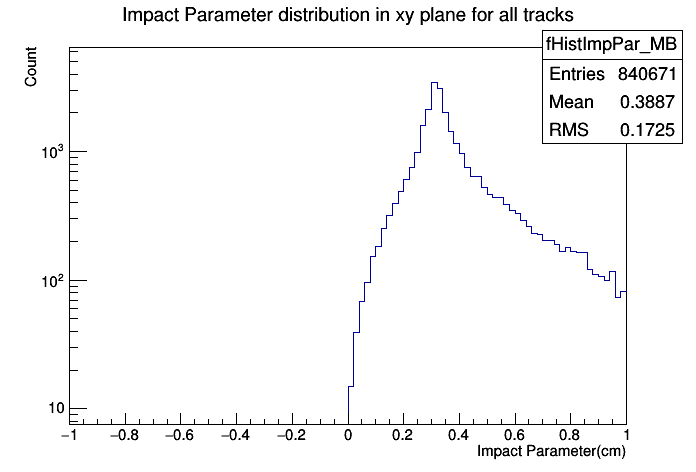 Impact Parameter distribution in xy plane for all tracks
fHistImpPar_MB
Entries 840671
Mean 0.3887
RMS 0.1725
Count
10³
10²
10
−1 −0.8 −0.6 −0.4 −0.2 0 0.2 0.4 0.6 0.8 1
Impact Parameter(cm)